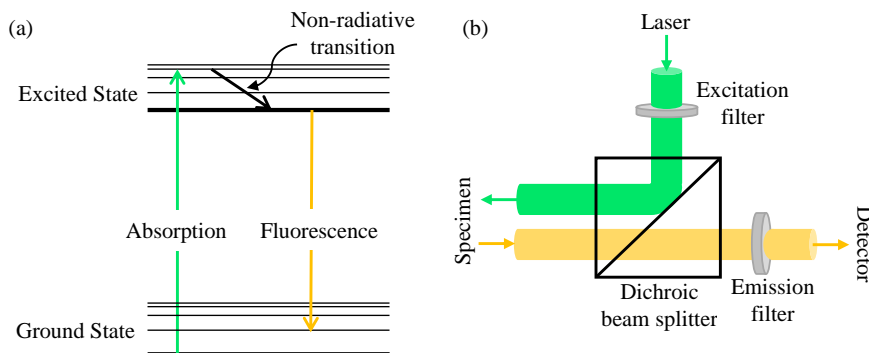 (a)
Non-radiative
transition
Excited State
Absorption
Fluorescence
Ground State
(b)
Laser
Excitation
filter
Specimen
Detector
Dichroic
beam splitter
Emission
filter